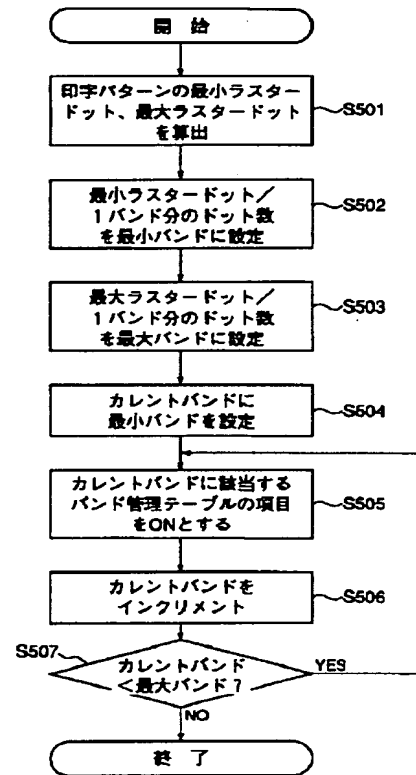 開 始
印字パターンの最小ラスター
ドット、最大ラスタードット
を算出
S501
最小ラスタードット/
1バンド分のドット数
を最小バンドに設定
S502
最大ラスタードット/
1バンド分のドット数
を最大バンドに設定
S503
カレントバンドに
最小バンドを設定
S504
カレントバンドに該当する
バンド管理テーブルの項目
をONとする
S505
カレントバンドを
インクリメント
S506
S507
カレントバンド
<最大バンド?
YES
NO
終 了